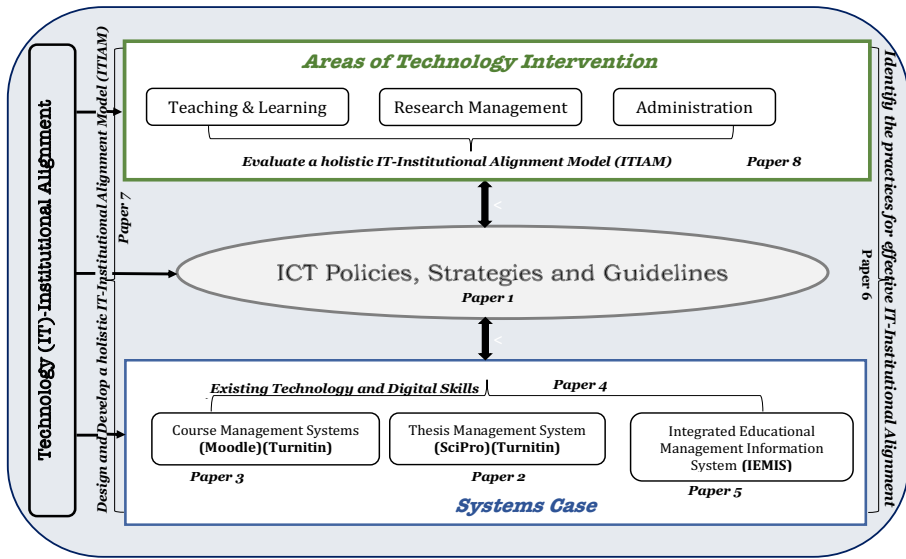 Technology (IT)-Institutional Alignment
Design and Develop a holistic IT-Institutional Alignment Model (ITIAM)
Paper 7
Areas of Technology Intervention
Teaching & Learning
Research Management
Administration
Evaluate a holistic IT-Institutional Alignment Model (ITIAM)
Paper 8
<
ICT Policies, Strategies and Guidelines
Paper 1
<
Existing Technology and Digital Skills
Paper 4
Course Management Systems
(Moodle)(Turnitin)
Paper 3
Thesis Management System
(SciPro)(Turnitin)
Paper 2
Integrated Educational
Management Information
System (IEMIS)
Paper 5
Systems Case
Identify the practices for effective IT-Institutional Alignment
Paper 6